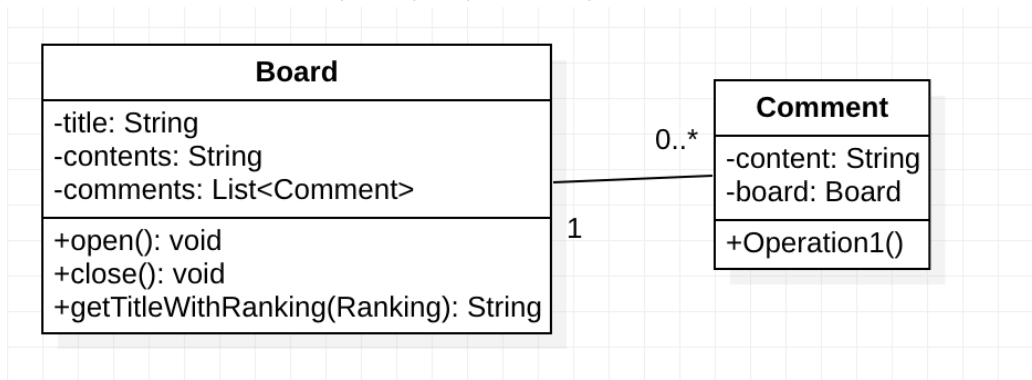 Board
-title: String
-contents: String
-comments: List<Comment>
+open(): void
+close(): void
+getTitleWithRanking(Ranking): String
0..*
1
Comment
-content: String
-board: Board
+Operation1()